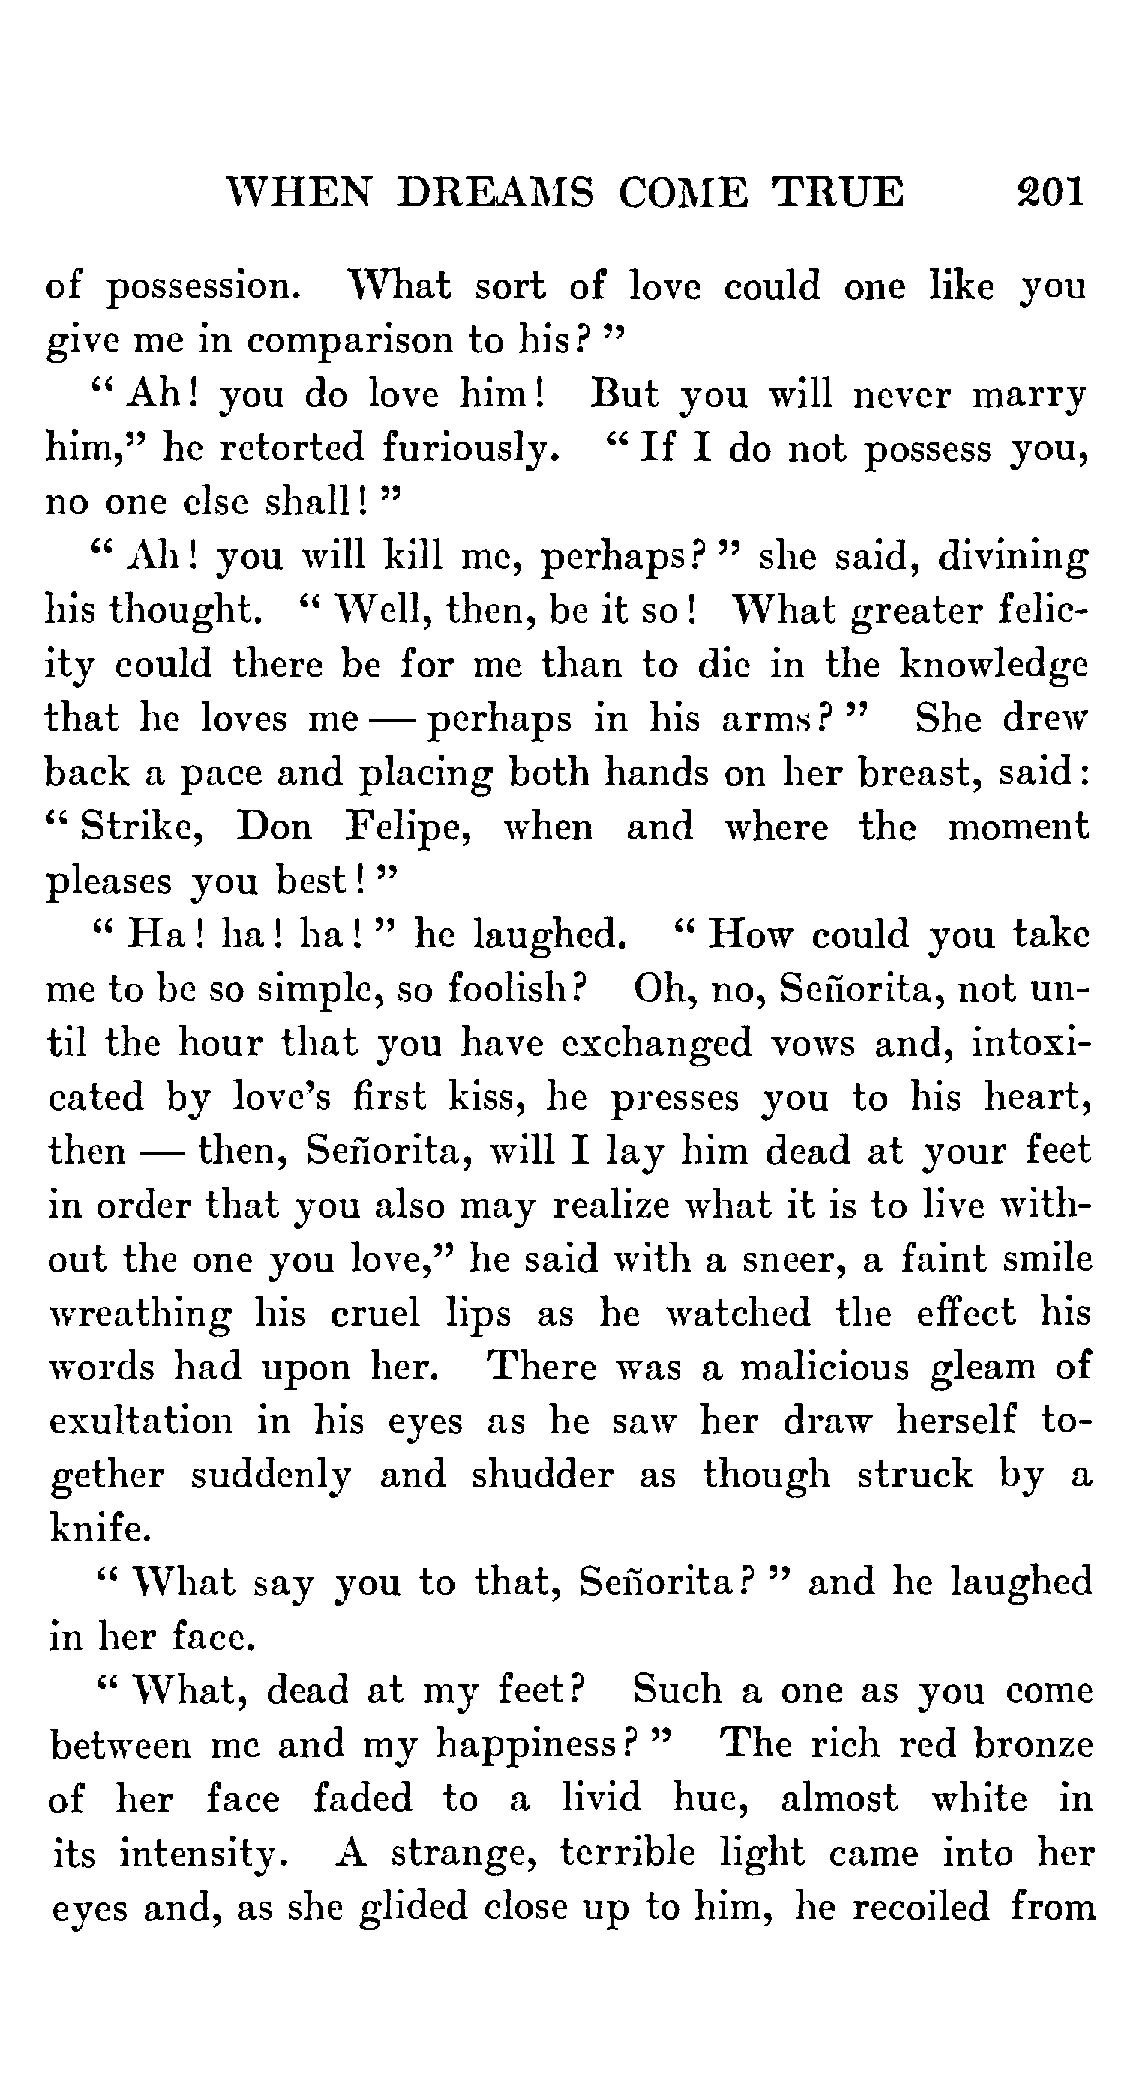 WHEN DREAMS COME TRUE 201
of possession. What sort of love could one like you
give me in comparison to his?"
"Ah! you do love him! But you will never marry
him," he retorted furiously. "If I do not possess you,
no one else shall!"
"Ah! you will kill me, perhaps?" she said, divining
his thought. "Well, then, be it so! What greater felic-
ity could there be for me than to die in the knowledge
that he loves me — perhaps in his arms?" She drew
back a pace and placing both hands on her breast, said:
"Strike, Don Felipe, when and where the moment
pleases you best!"
"Ha! ha! ha!" he laughed. "How could you take
me to be so simple, so foolish? Oh, no, Señorita, not un-
til the hour that you have exchanged vows and, intoxi-
cated by love's first kiss, he presses you to his heart,
then — then, Señorita, will I lay him dead at your feet
in order that you also may realize what it is to live with-
out the one you love," he said with a sneer, a faint smile
wreathing his cruel lips as he watched the effect his
words had upon her. There was a malicious gleam of
exultation in his eyes as he saw her draw herself to-
gether suddenly and shudder as though struck by a
knife.
"What say you to that, Señorita?" and he laughed
in her face.
"What, dead at my feet? Such a one as you come
between me and my happiness?" The rich red bronze
of her face faded to a livid hue, almost white in
its intensity. A strange, terrible light came into her
eyes and, as she glided close up to him, he recoiled from